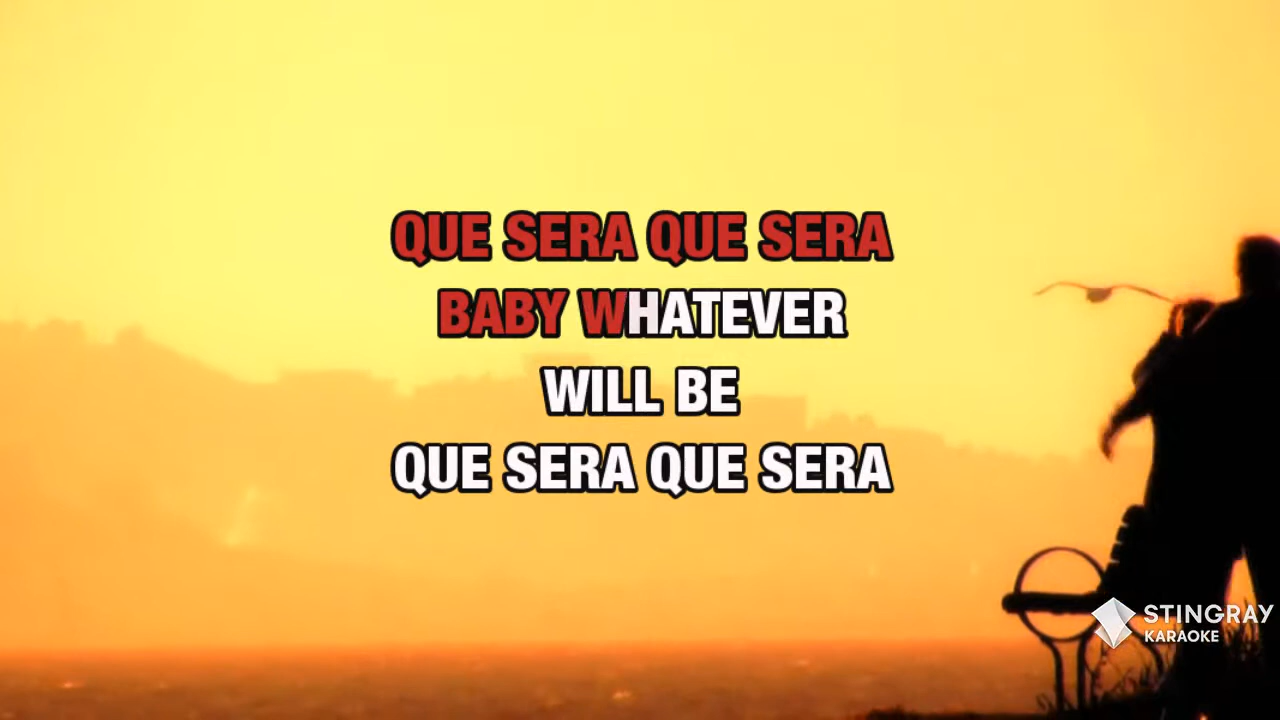 QUE SERA QUE SERA
BABY WHATEVER
WILL BE
QUE SERA QUE SERA
STINGRAY
KARAOKE